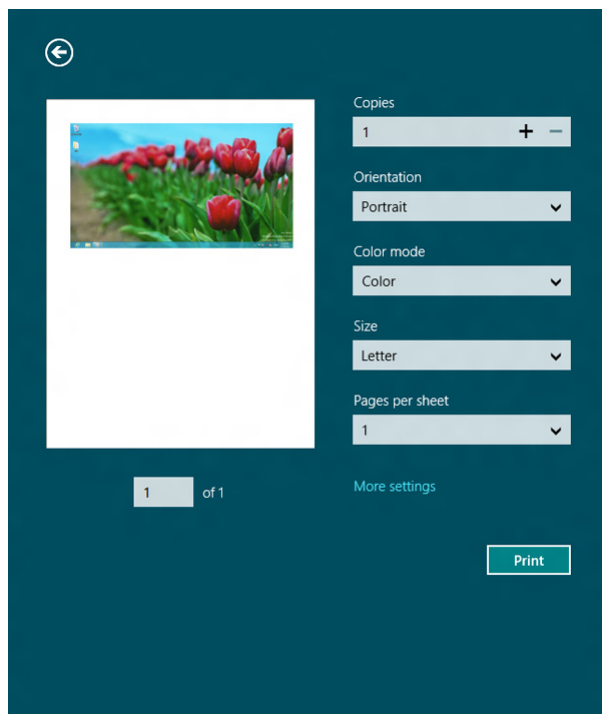 Copies
1
Orientation
Portrait
Color mode
Color
Size
Letter
Pages per sheet
1
1 of 1
More settings
Print